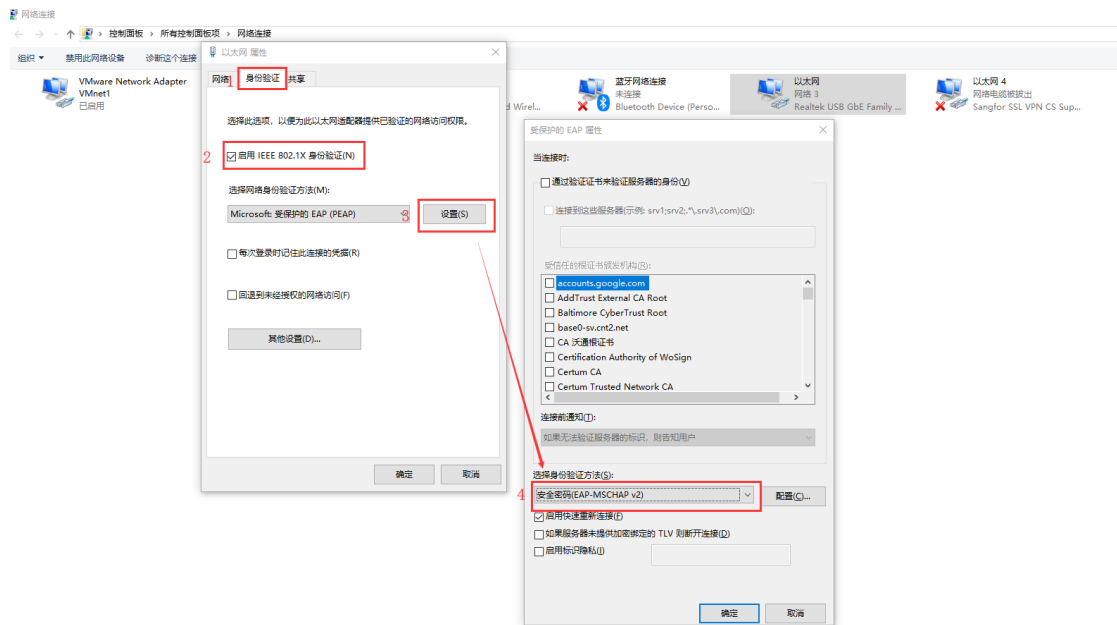 网络连接
控制面板 › 所有控制面板项 › 网络连接
组织 禁用此网络设备 诊断这个连接
VMware Network Adapter
VMnet1
已启用
以太网 属性
网络 身份验证 共享
1
选择此选项，以便为此以太网适配器提供已验证的网络访问权限。
2
启用 IEEE 802.1X 身份验证(N)
选择网络身份验证方法(M):
Microsoft: 受保护的 EAP (PEAP)
3
设置(S)
每次登录时记住此连接的凭据(R)
回退到未经授权的网络访问(F)
其他设置(D)...
确定 取消
d Wirel...
蓝牙网络连接
未连接
Bluetooth Device (Perso...
以太网
网络 3
Realtek USB GbE Family ...
以太网 4
网络电缆被拔出
Sangfor SSL VPN CS Sup...
受保护的 EAP 属性
当连接时:
通过验证证书来验证服务器的身份(V)
连接到这些服务器(示例: srv1;srv2;.*\.srv3\.com)(O):
受信任的根证书颁发机构(R):
accounts.google.com
AddTrust External CA Root
Baltimore CyberTrust Root
base0-sv.cnt2.net
CA 沃通根证书
Certification Authority of WoSign
Certum CA
Certum Trusted Network CA
连接前通知(T):
如果无法验证服务器的标识，则告知用户
选择身份验证方法(S):
4
安全密码(EAP-MSCHAP v2)
配置(C)...
启用快速重新连接(F)
如果服务器未提供加密绑定的 TLV 则断开连接(D)
启用标识隐私(I)
确定 取消